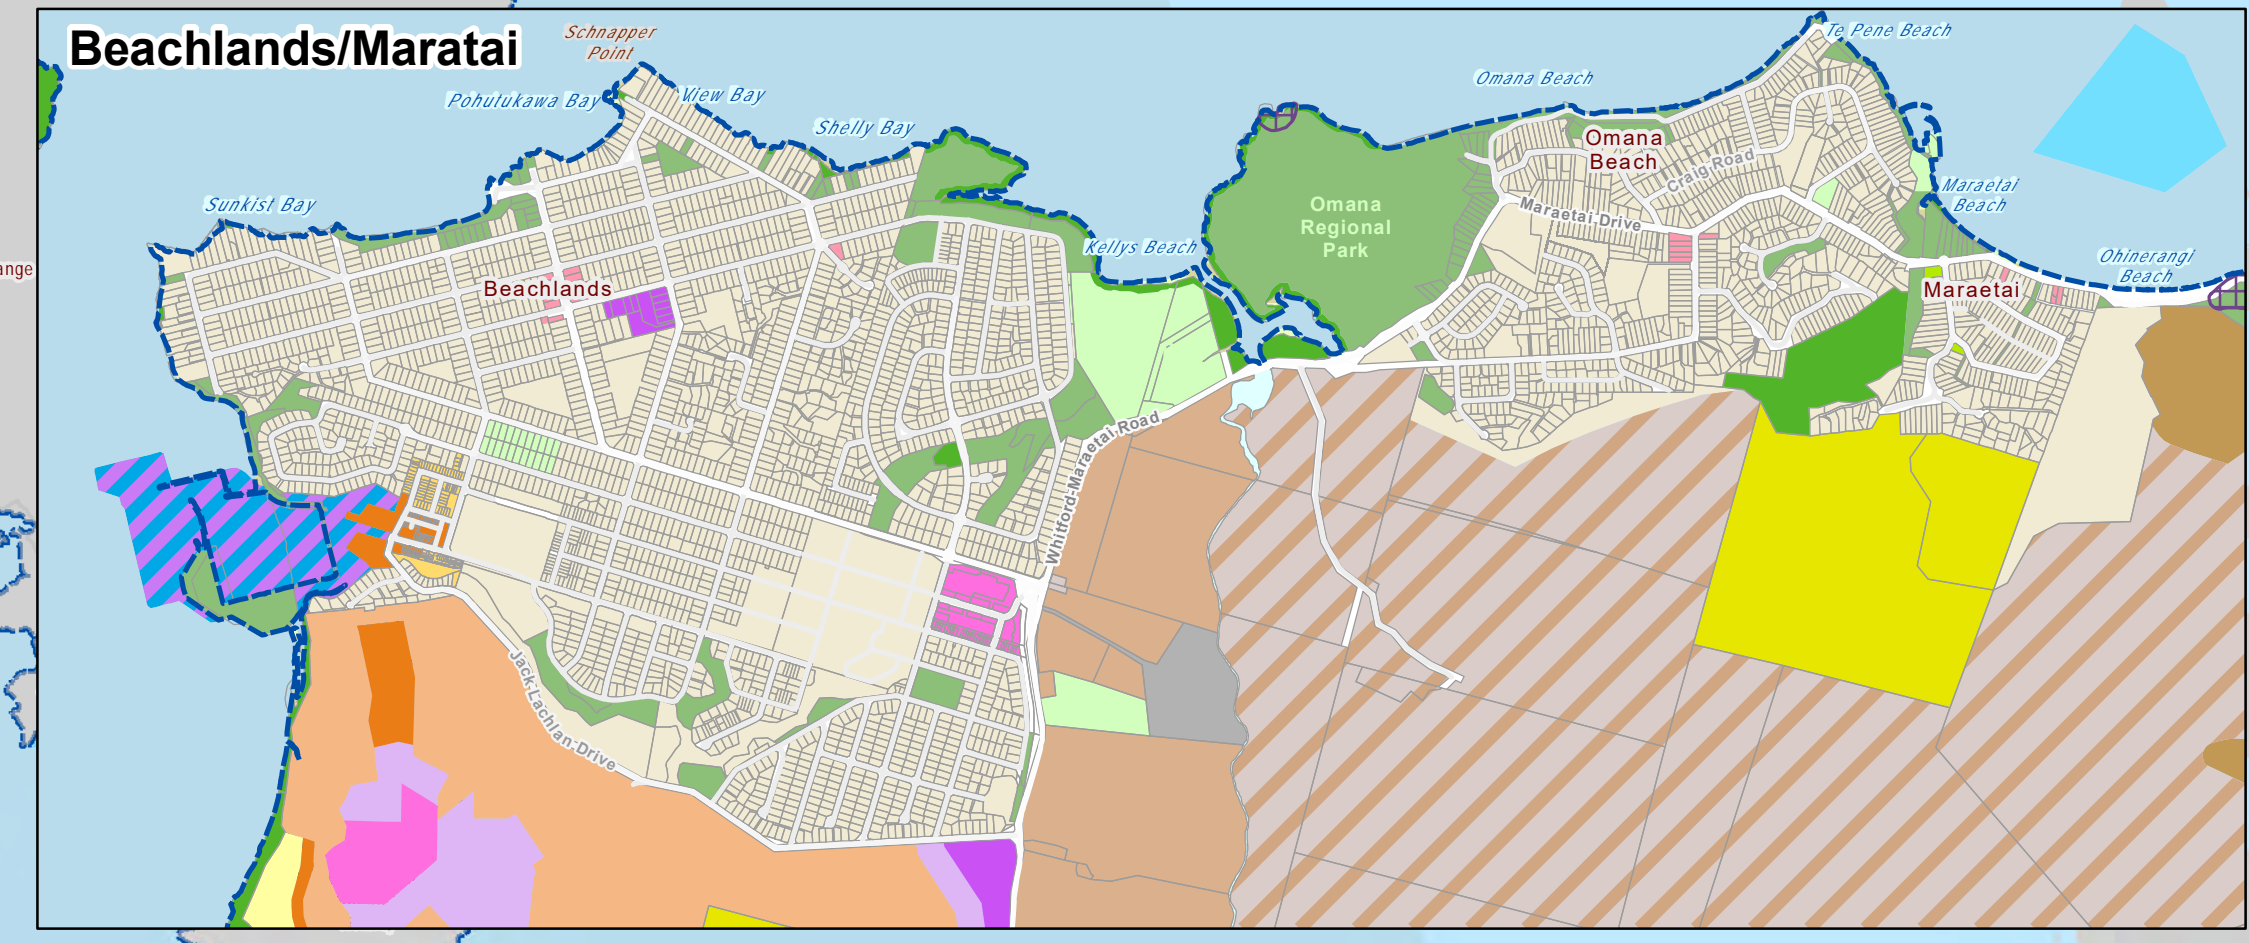 Beachlands/Maratai
Schnapper
Point
Pohutukawa Bay
View Bay
Shelly Bay
Sunkist Bay
Kellys Beach
Omana Beach
Te Pene Beach
Omana
Beach
Craig Road
Maraetai Drive
Maraetai
Beach
Ohinerangi
Beach
Omana
Regional
Park
ange
Beachlands
Maraetai
Whitford-Maraetai Road
Jack-Lachlan-Drive